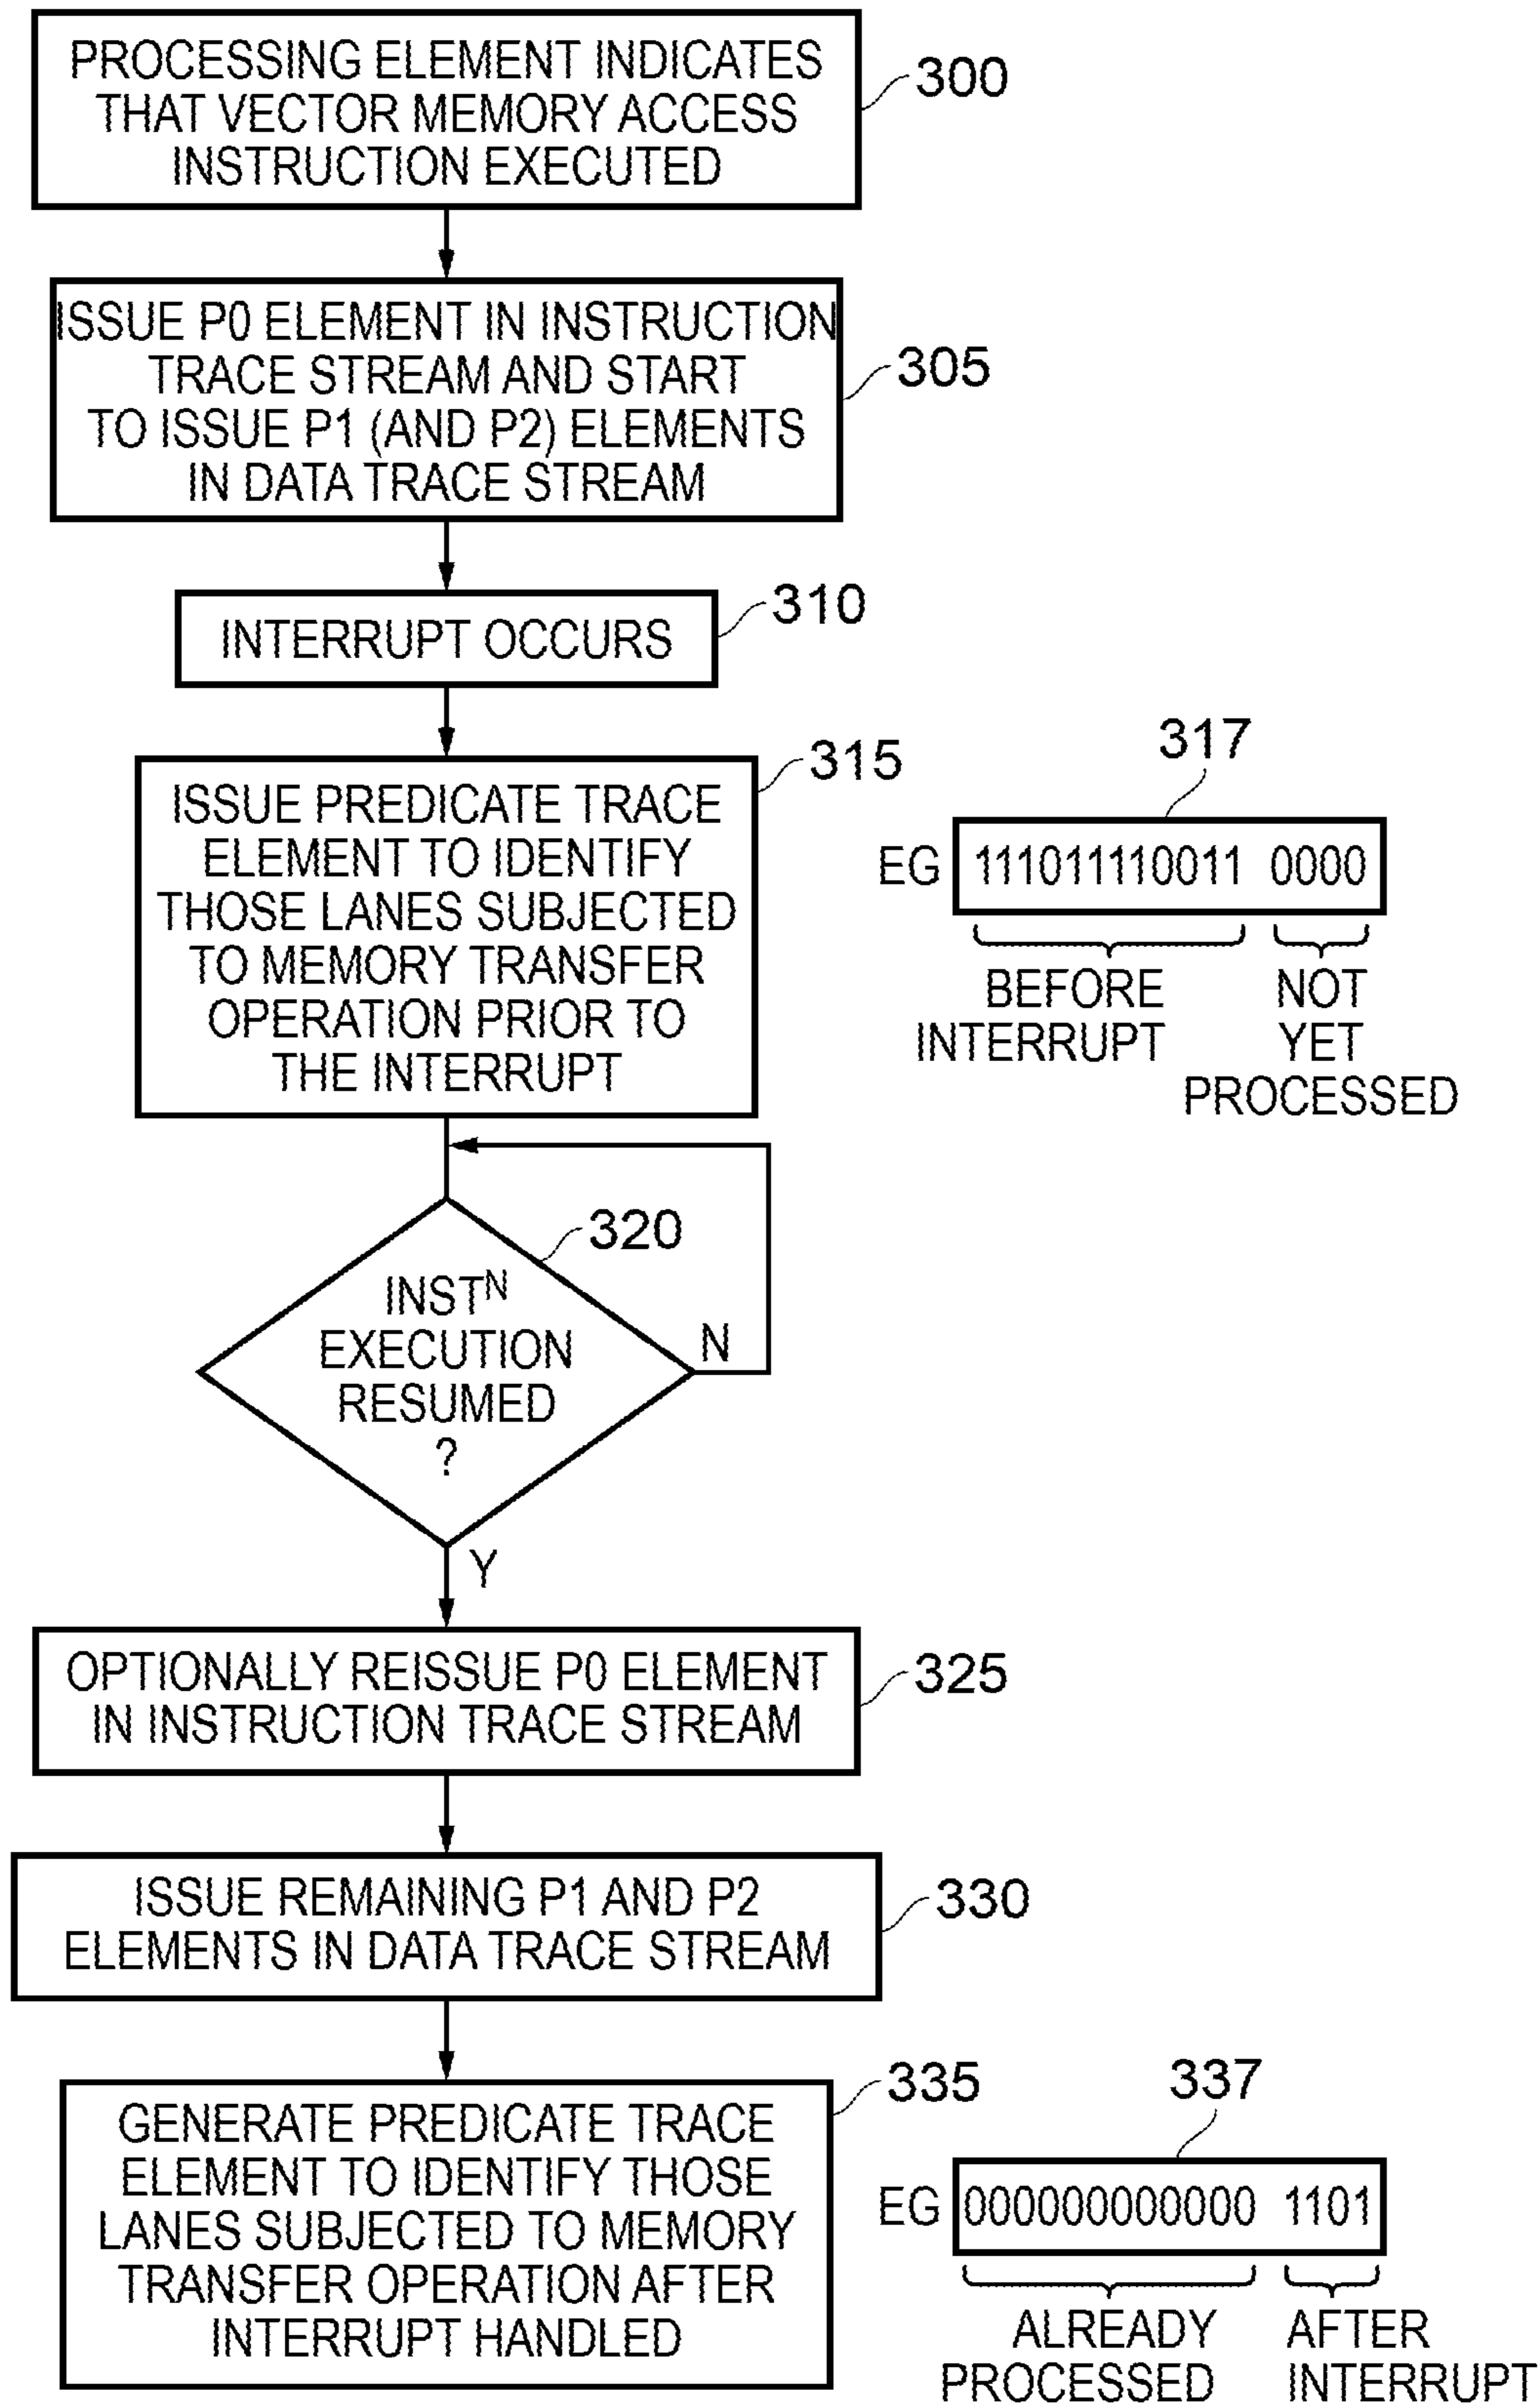 PROCESSING ELEMENT INDICATES
THAT VECTOR MEMORY ACCESS
INSTRUCTION EXECUTED
300
ISSUE P0 ELEMENT IN INSTRUCTION
TRACE STREAM AND START
TO ISSUE P1 (AND P2) ELEMENTS
IN DATA TRACE STREAM
305
INTERRUPT OCCURS
310
ISSUE PREDICATE TRACE
ELEMENT TO IDENTIFY
THOSE LANES SUBJECTED
TO MEMORY TRANSFER
OPERATION PRIOR TO
THE INTERRUPT
315
317
EG 111011110011 0000
BEFORE
INTERRUPT
NOT
YET
PROCESSED
320
INSTᴺ
EXECUTION
RESUMED
?
N
Y
OPTIONALLY REISSUE P0 ELEMENT
IN INSTRUCTION TRACE STREAM
325
ISSUE REMAINING P1 AND P2
ELEMENTS IN DATA TRACE STREAM
330
GENERATE PREDICATE TRACE
ELEMENT TO IDENTIFY THOSE
LANES SUBJECTED TO MEMORY
TRANSFER OPERATION AFTER
INTERRUPT HANDLED
335
337
EG 000000000000 1101
ALREADY
PROCESSED
AFTER
INTERRUPT